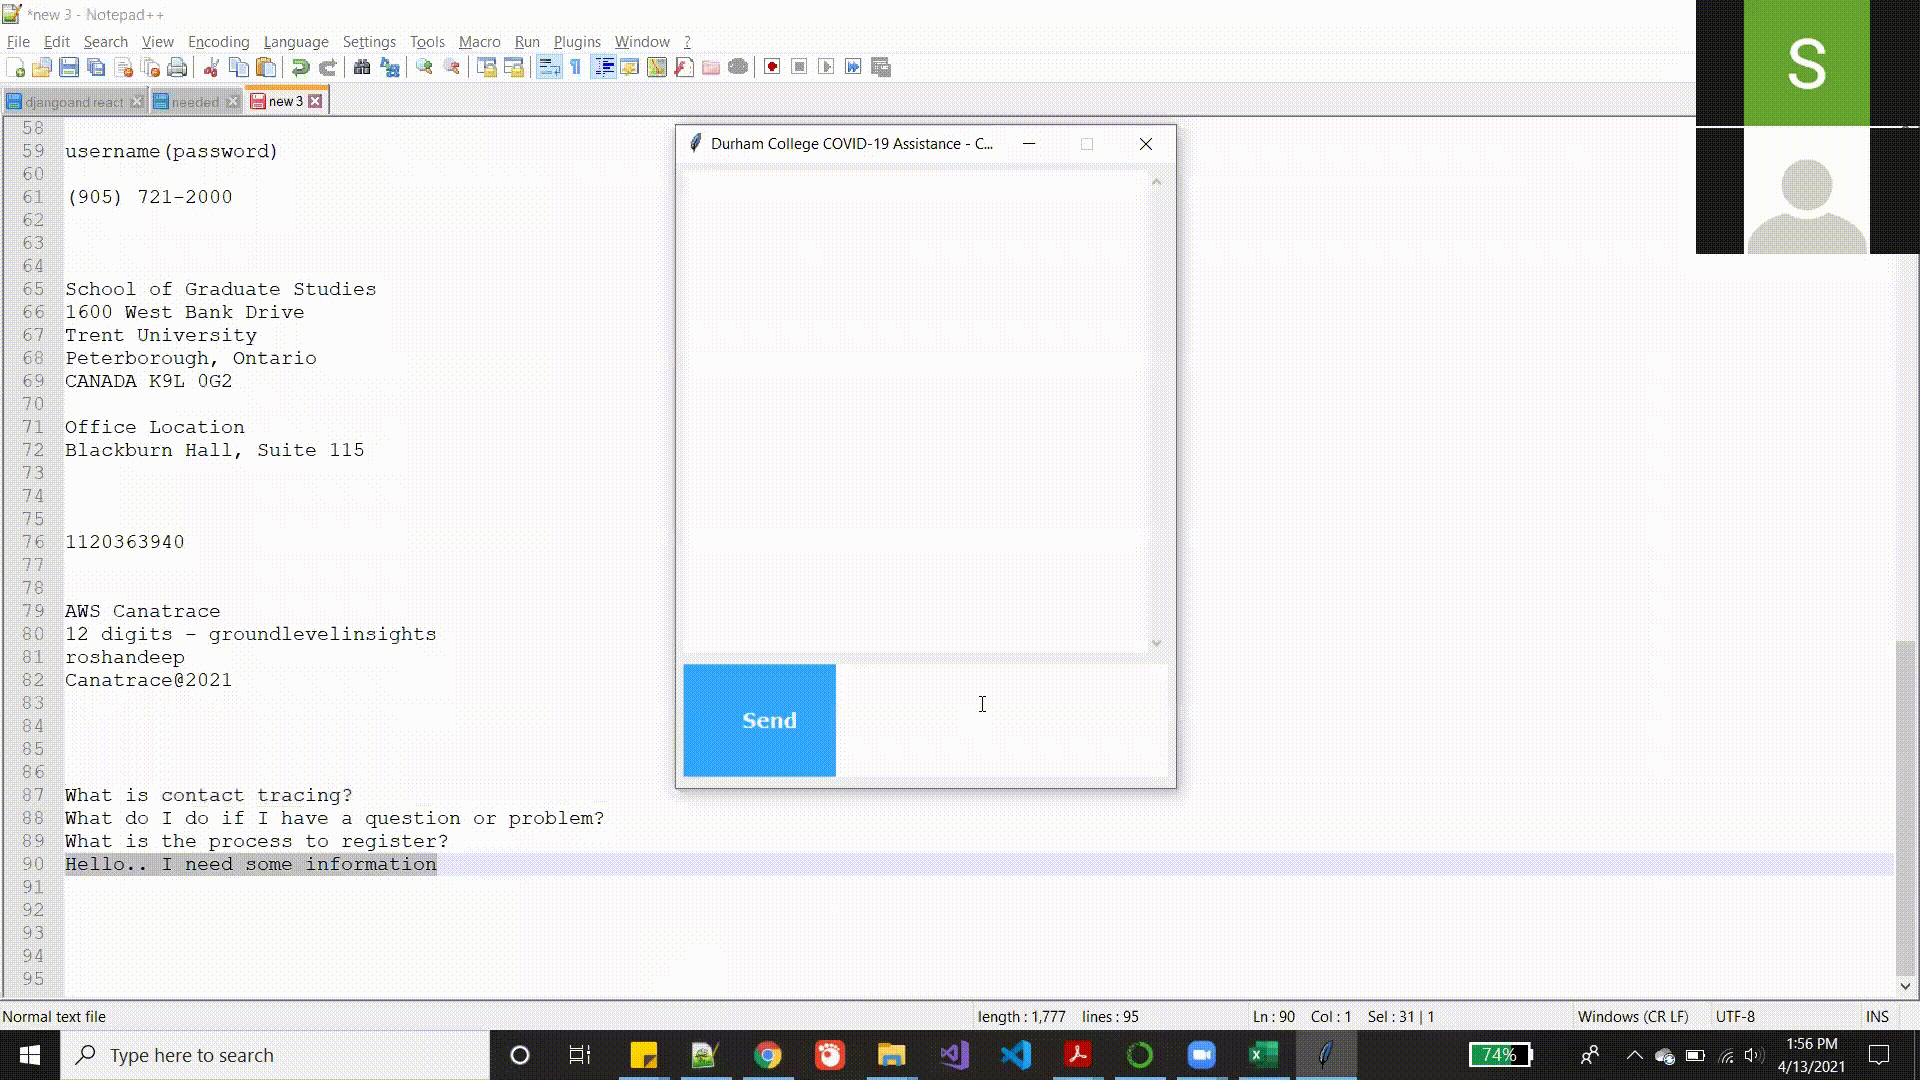 *new 3 - Notepad++
File Edit Search View Encoding Language Settings Tools Macro Run Plugins Window ?
djangoand react needed new 3
58
59 username(password)
60
61 (905) 721-2000
62
63
64
65 School of Graduate Studies
66 1600 West Bank Drive
67 Trent University
68 Peterborough, Ontario
69 CANADA K9L 0G2
70
71 Office Location
72 Blackburn Hall, Suite 115
73
74
75
76 1120363940
77
78
79 AWS Canatrace
80 12 digits - groundlevelinsights
81 roshandeep
82 Canatrace@2021
83
84
85
86
87 What is contact tracing?
88 What do I do if I have a question or problem?
89 What is the process to register?
90 Hello.. I need some information
91
92
93
94
95
Durham College COVID-19 Assistance - C...
Send
S
Normal text file length : 1,777 lines : 95 Ln : 90 Col : 1 Sel : 31 | 1 Windows (CR LF) UTF-8 INS
Type here to search
74%
1:56 PM
4/13/2021